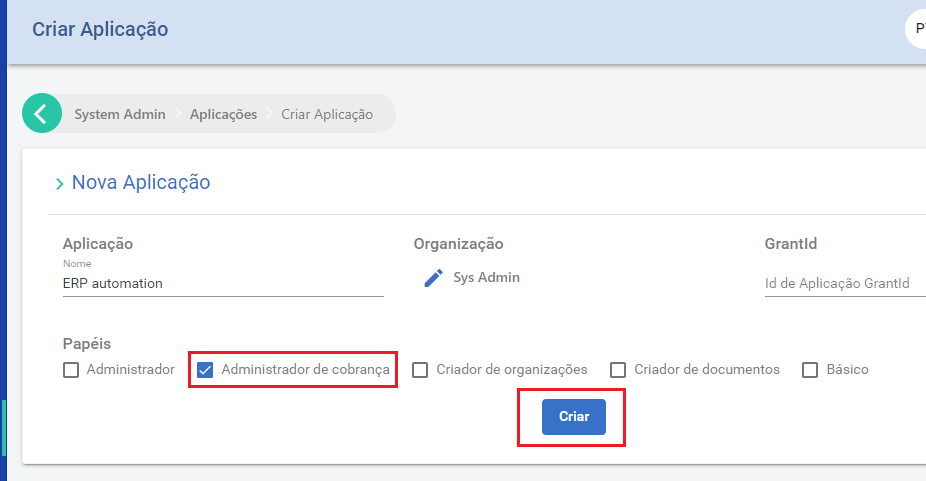 Criar Aplicação
System Admin
Aplicações
Criar Aplicação
Nova Aplicação
Aplicação
Organização
GrantId
Nome
ERP automation
Sys Admin
Id de Aplicação GrantId
Papéis
Administrador
Administrador de cobrança
Criador de organizações
Criador de documentos
Básico
Criar